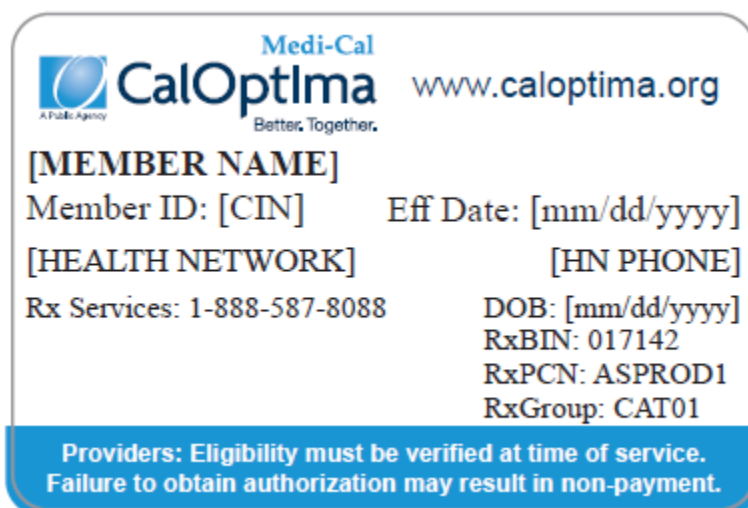 Medi-Cal
CalOptima www.caloptima.org
A Public Agency
Better. Together.
[MEMBER NAME]
Member ID: [CIN] Eff Date: [mm/dd/yyyy]
[HEALTH NETWORK] [HN PHONE]
Rx Services: 1-888-587-8088 DOB: [mm/dd/yyyy]
RxBIN: 017142
RxPCN: ASPROD1
RxGroup: CAT01
Providers: Eligibility must be verified at time of service.
Failure to obtain authorization may result in non-payment.